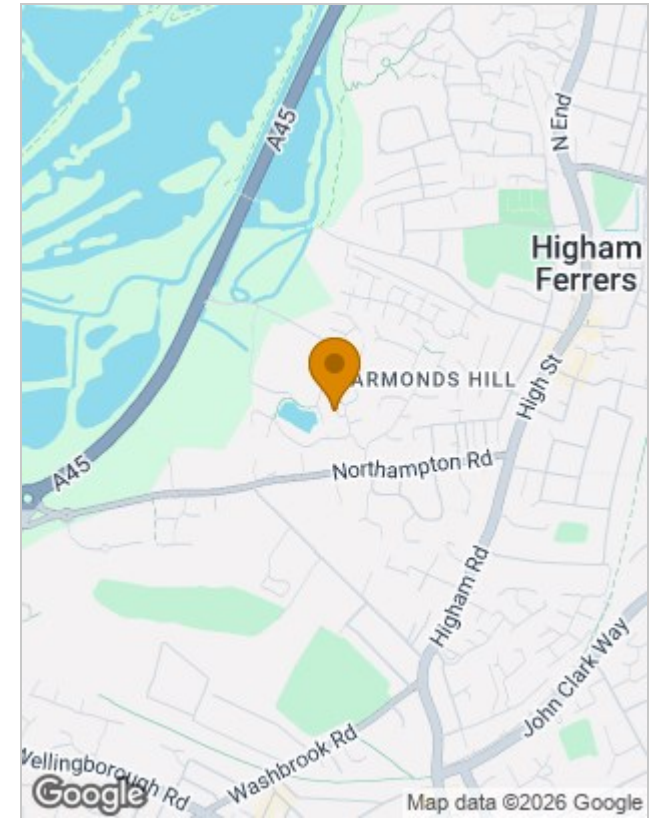 A45
N End
Higham
Ferrers
ARMONDS HILL
High St
Northampton Rd
A45
Higham Rd
John Clark Way
Washbrook Rd
Wellingborough Rd
Google
Map data ©2026 Google